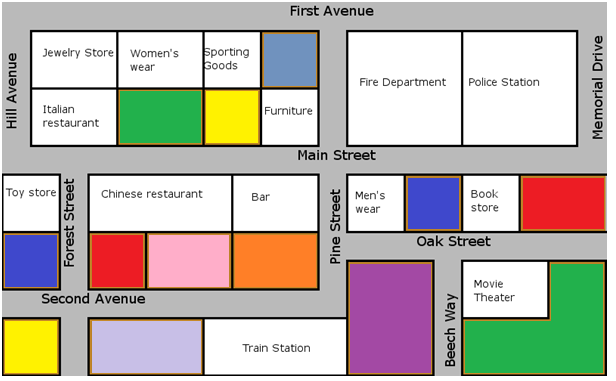 First Avenue
Hill Avenue
Jewelry Store
Women's
wear
Sporting
Goods
Fire Department
Police Station
Memorial Drive
Italian
restaurant
Furniture
Main Street
Toy store
Forest Street
Chinese restaurant
Bar
Pine Street
Men's
wear
Book
store
Oak Street
Second Avenue
Train Station
Beech Way
Movie
Theater